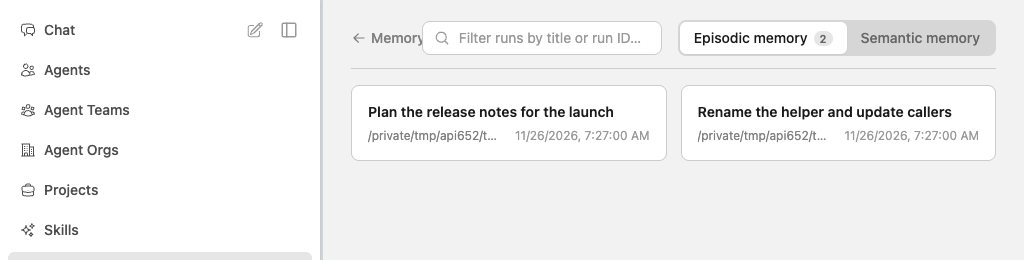 Chat
Agents
Agent Teams
Agent Orgs
Projects
Skills
← Memory
Filter runs by title or run ID...
Episodic memory 2
Semantic memory
Plan the release notes for the launch
/private/tmp/api652/t... 11/26/2026, 7:27:00 AM
Rename the helper and update callers
/private/tmp/api652/t... 11/26/2026, 7:27:00 AM